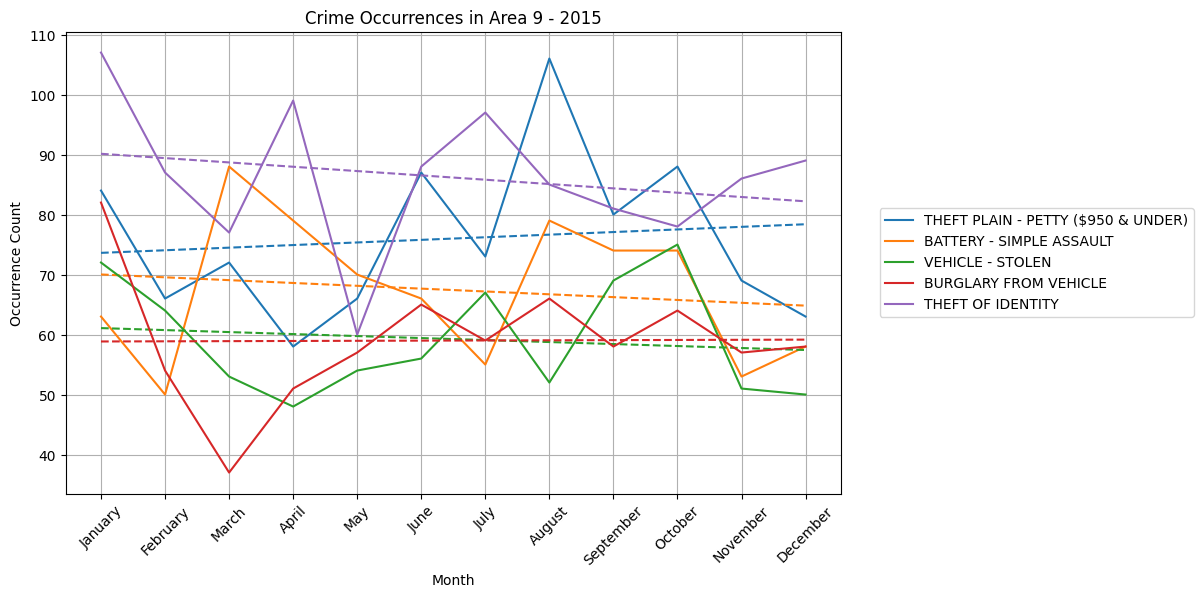 Crime Occurrences in Area 9 - 2015
110
100
90
80
70
60
50
40
Occurrence Count
January
February
March
April
May
June
July
August
September
October
November
December
Month
THEFT PLAIN - PETTY ($950 & UNDER)
BATTERY - SIMPLE ASSAULT
VEHICLE - STOLEN
BURGLARY FROM VEHICLE
THEFT OF IDENTITY